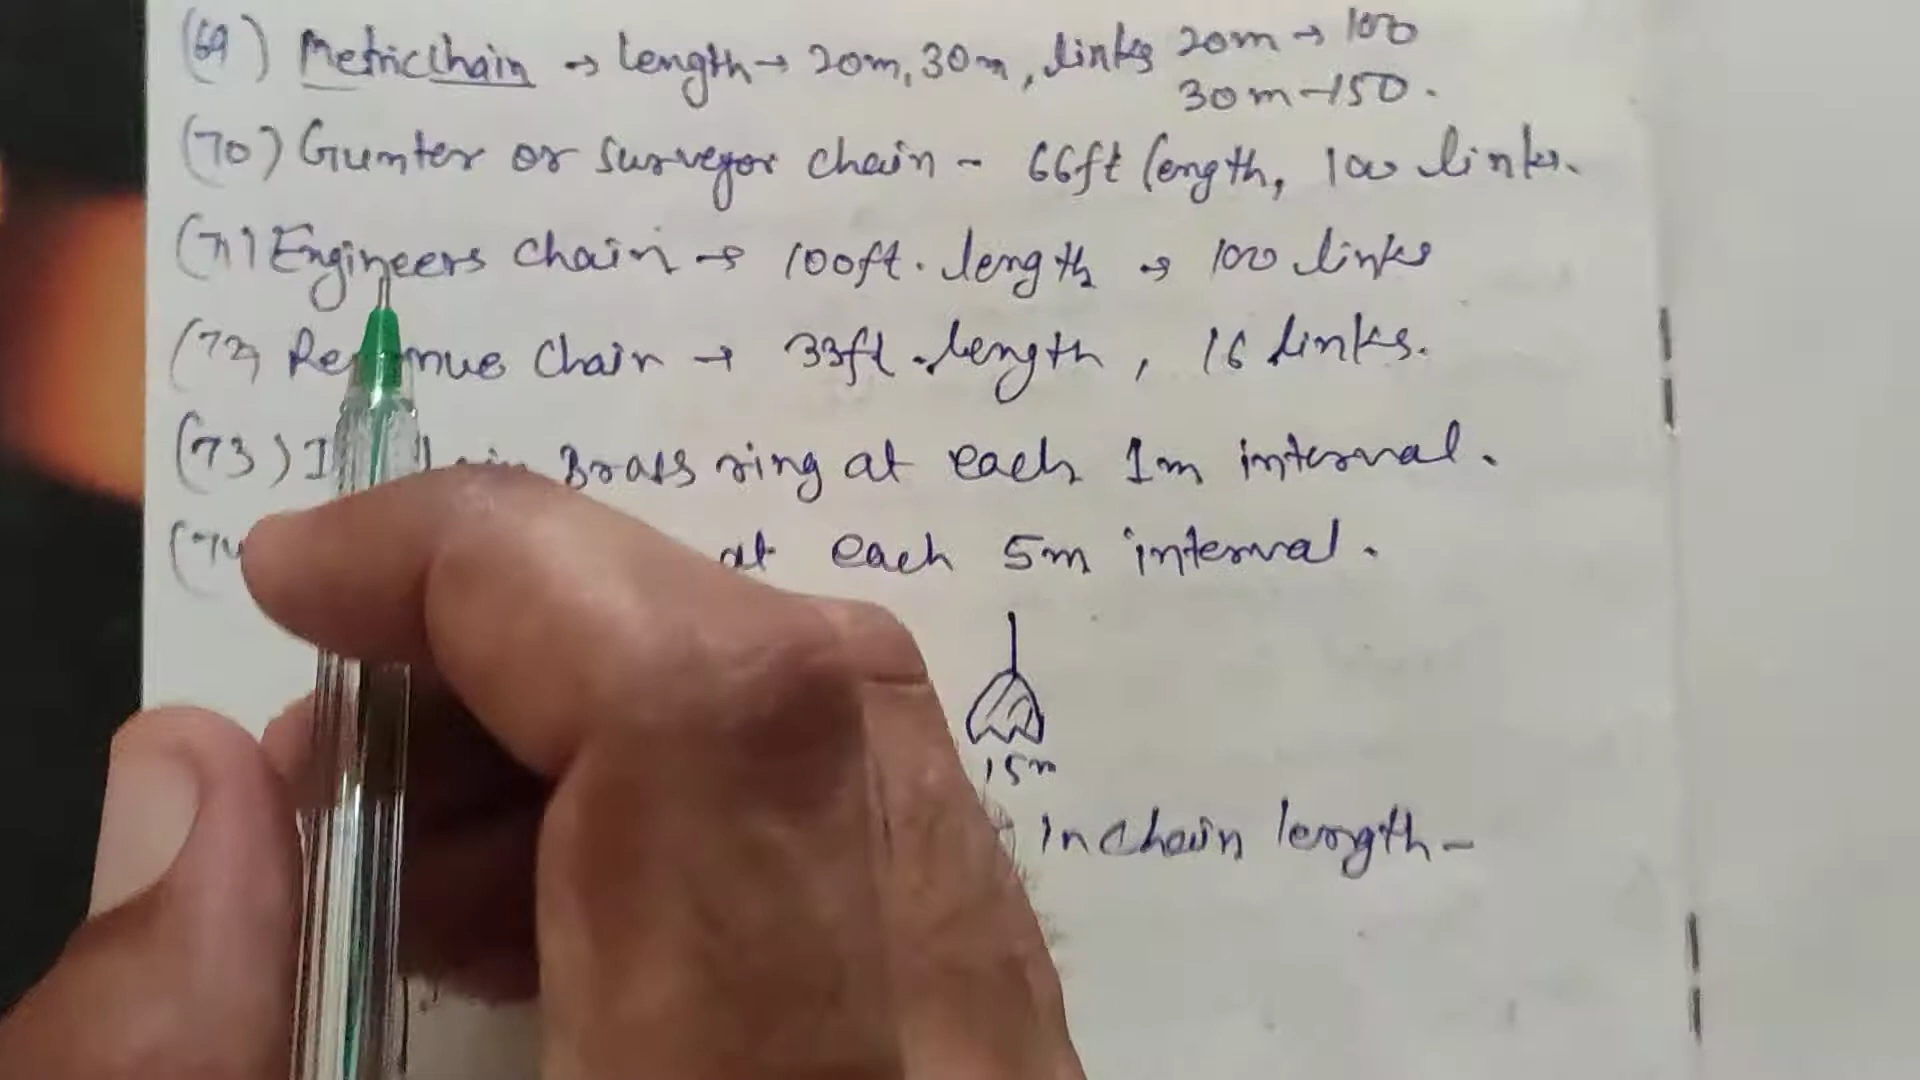 (69) Metric Chain → Length → 20m, 30m, links 20m → 100
30m → 150.
(70) Gunter or Surveyor Chain - 66ft length, 100 links.
(71) Engineers Chain → 100ft. length → 100 links
(72) Revenue Chain → 33ft. length, 16 links.
(73) Brass ring at each 1m interval.
(74 at each 5m interval.
15m
in chain length -